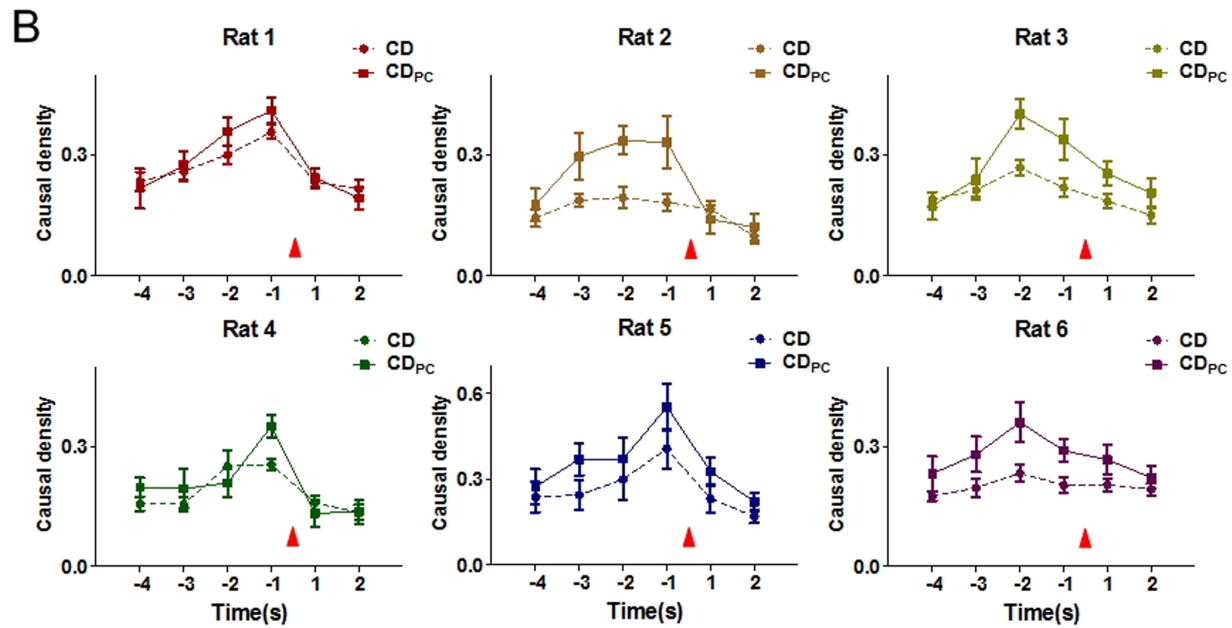 B
Rat 1
CD
CDPC
Causal density
0.3
0.0
-4 -3 -2 -1 1 2
Rat 2
CD
CDPC
Causal density
0.3
0.0
-4 -3 -2 -1 1 2
Rat 3
CD
CDPC
Causal density
0.3
0.0
-4 -3 -2 -1 1 2
Rat 4
CD
CDPC
Causal density
0.3
0.0
-4 -3 -2 -1 1 2
Time(s)
Rat 5
CD
CDPC
Causal density
0.6
0.3
0.0
-4 -3 -2 -1 1 2
Time(s)
Rat 6
CD
CDPC
Causal density
0.3
0.0
-4 -3 -2 -1 1 2
Time(s)